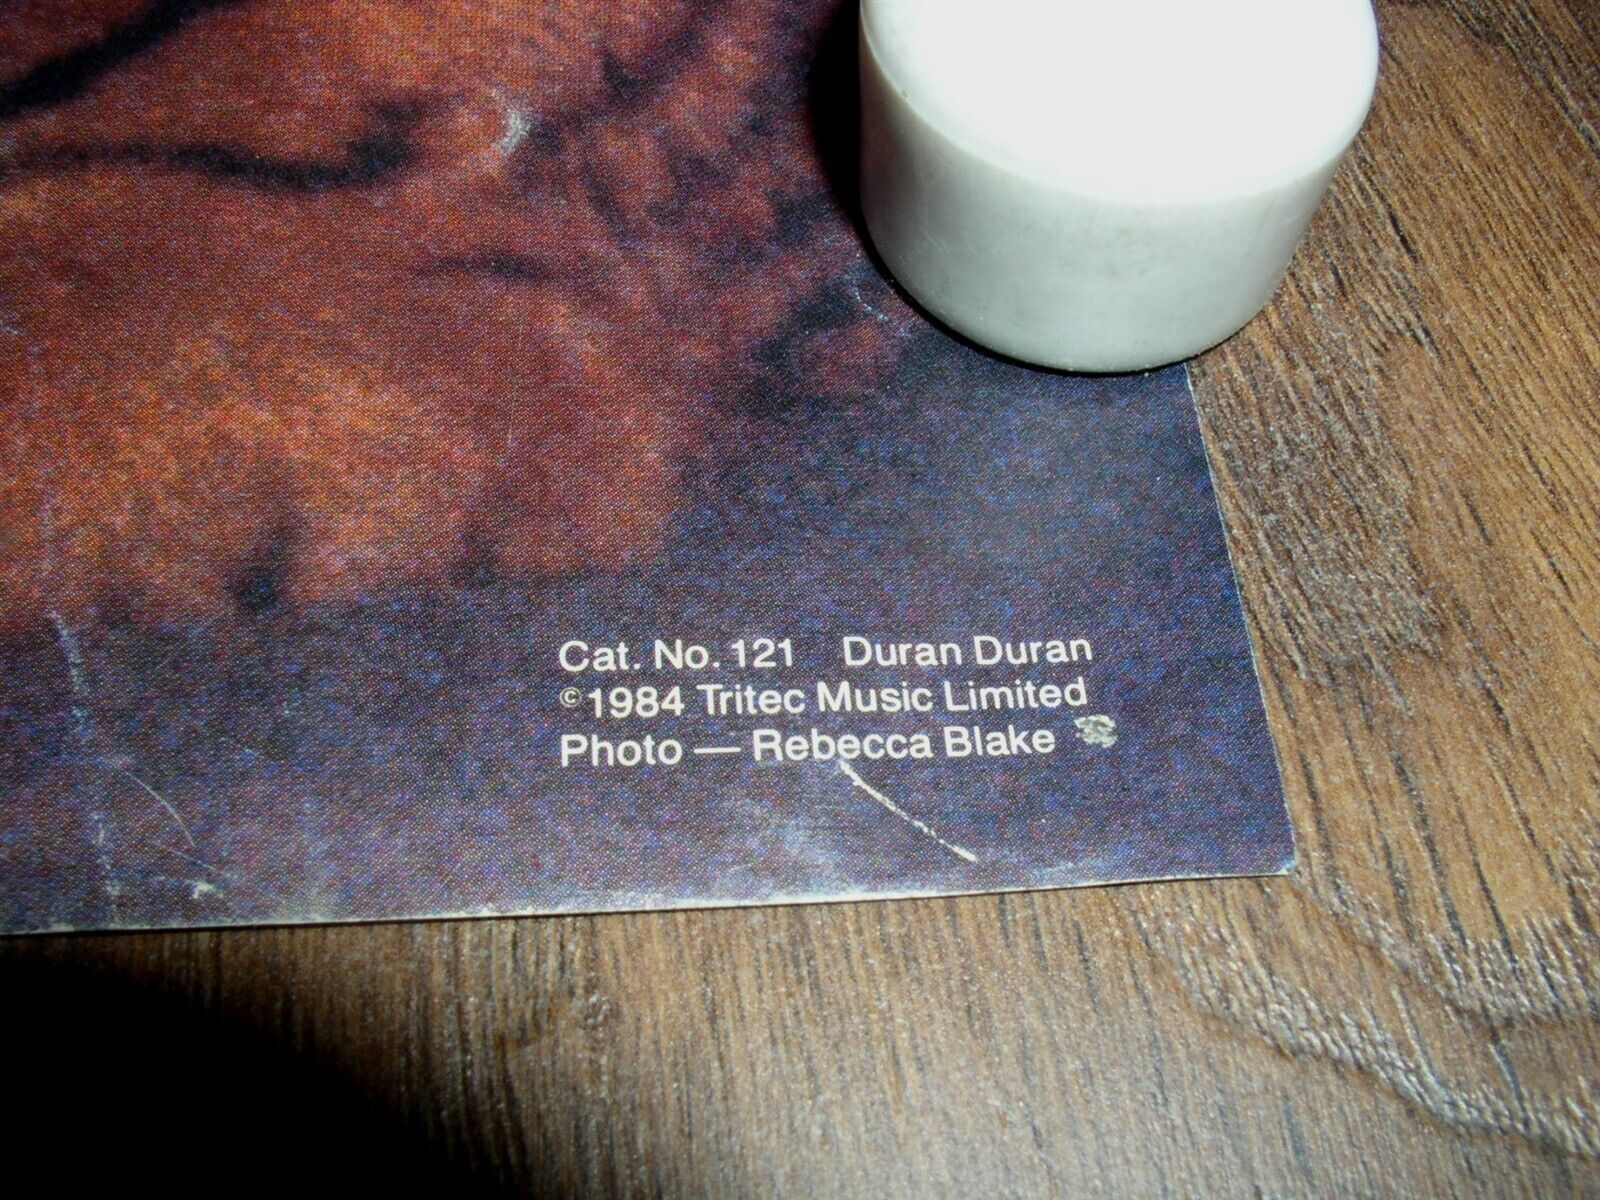 Cat. No. 121 Duran Duran
©1984 Tritec Music Limited
Photo — Rebecca Blake